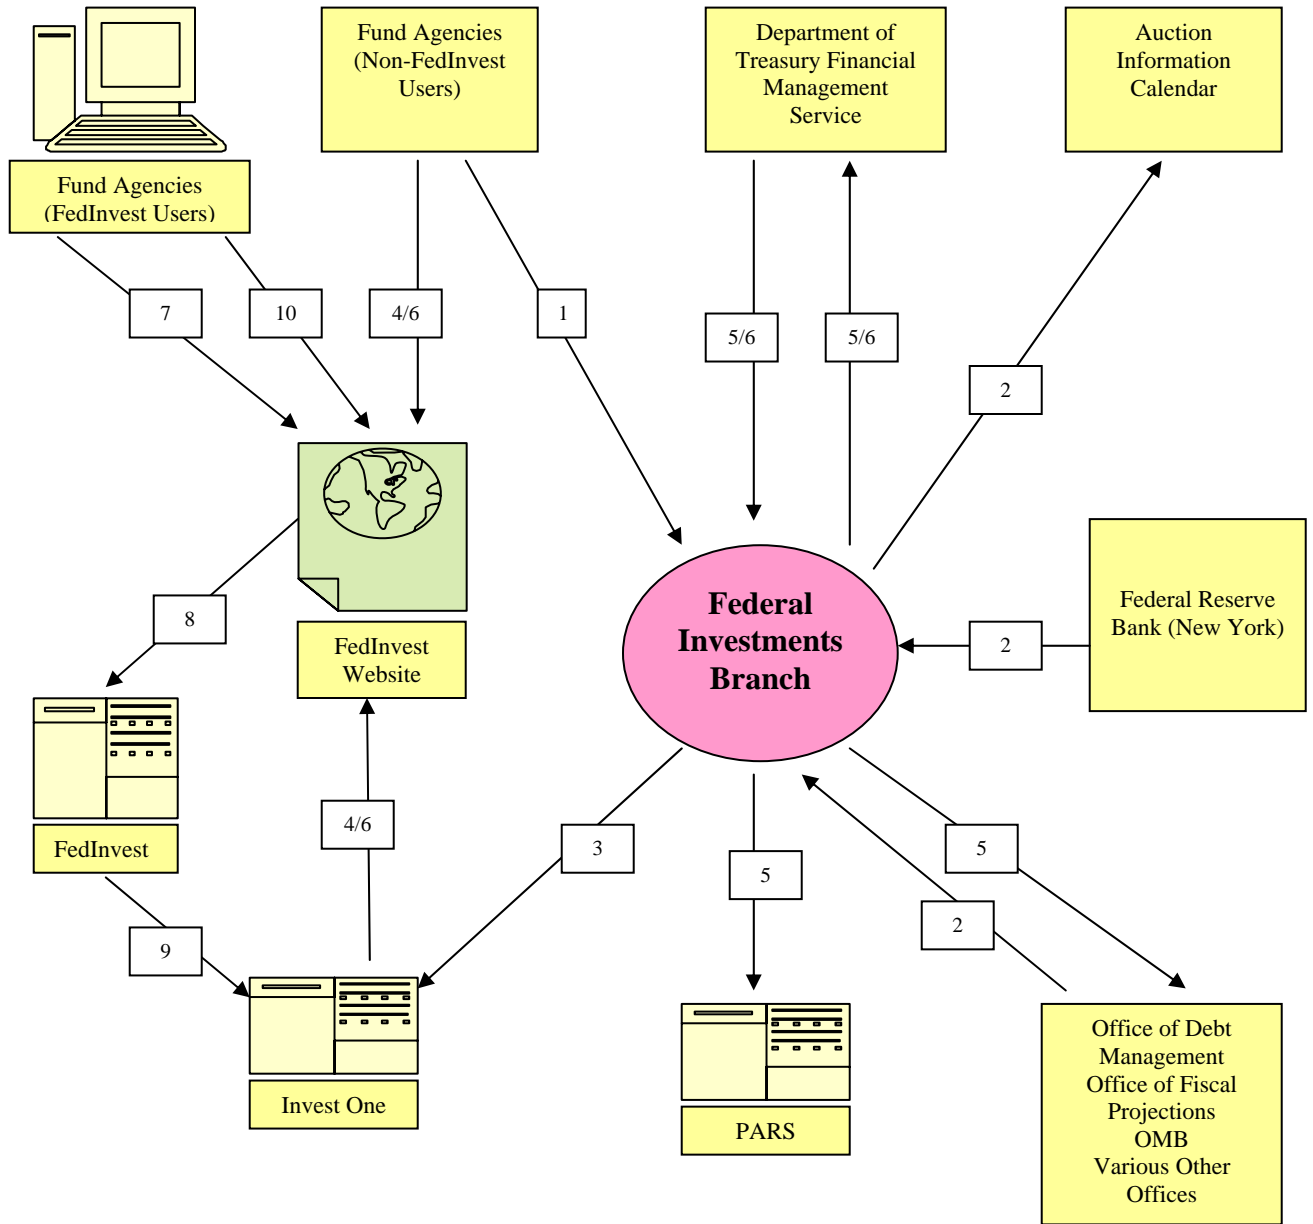 Fund Agencies
(Non-FedInvest
Users)
Department of
Treasury Financial
Management
Service
Auction
Information
Calendar
Fund Agencies
(FedInvest Users)
7
10
4/6
1
5/6
5/6
2
8
FedInvest
Website
Federal
Investments
Branch
2
Federal Reserve
Bank (New York)
FedInvest
4/6
3
5
5
2
9
Invest One
PARS
Office of Debt
Management
Office of Fiscal
Projections
OMB
Various Other
Offices